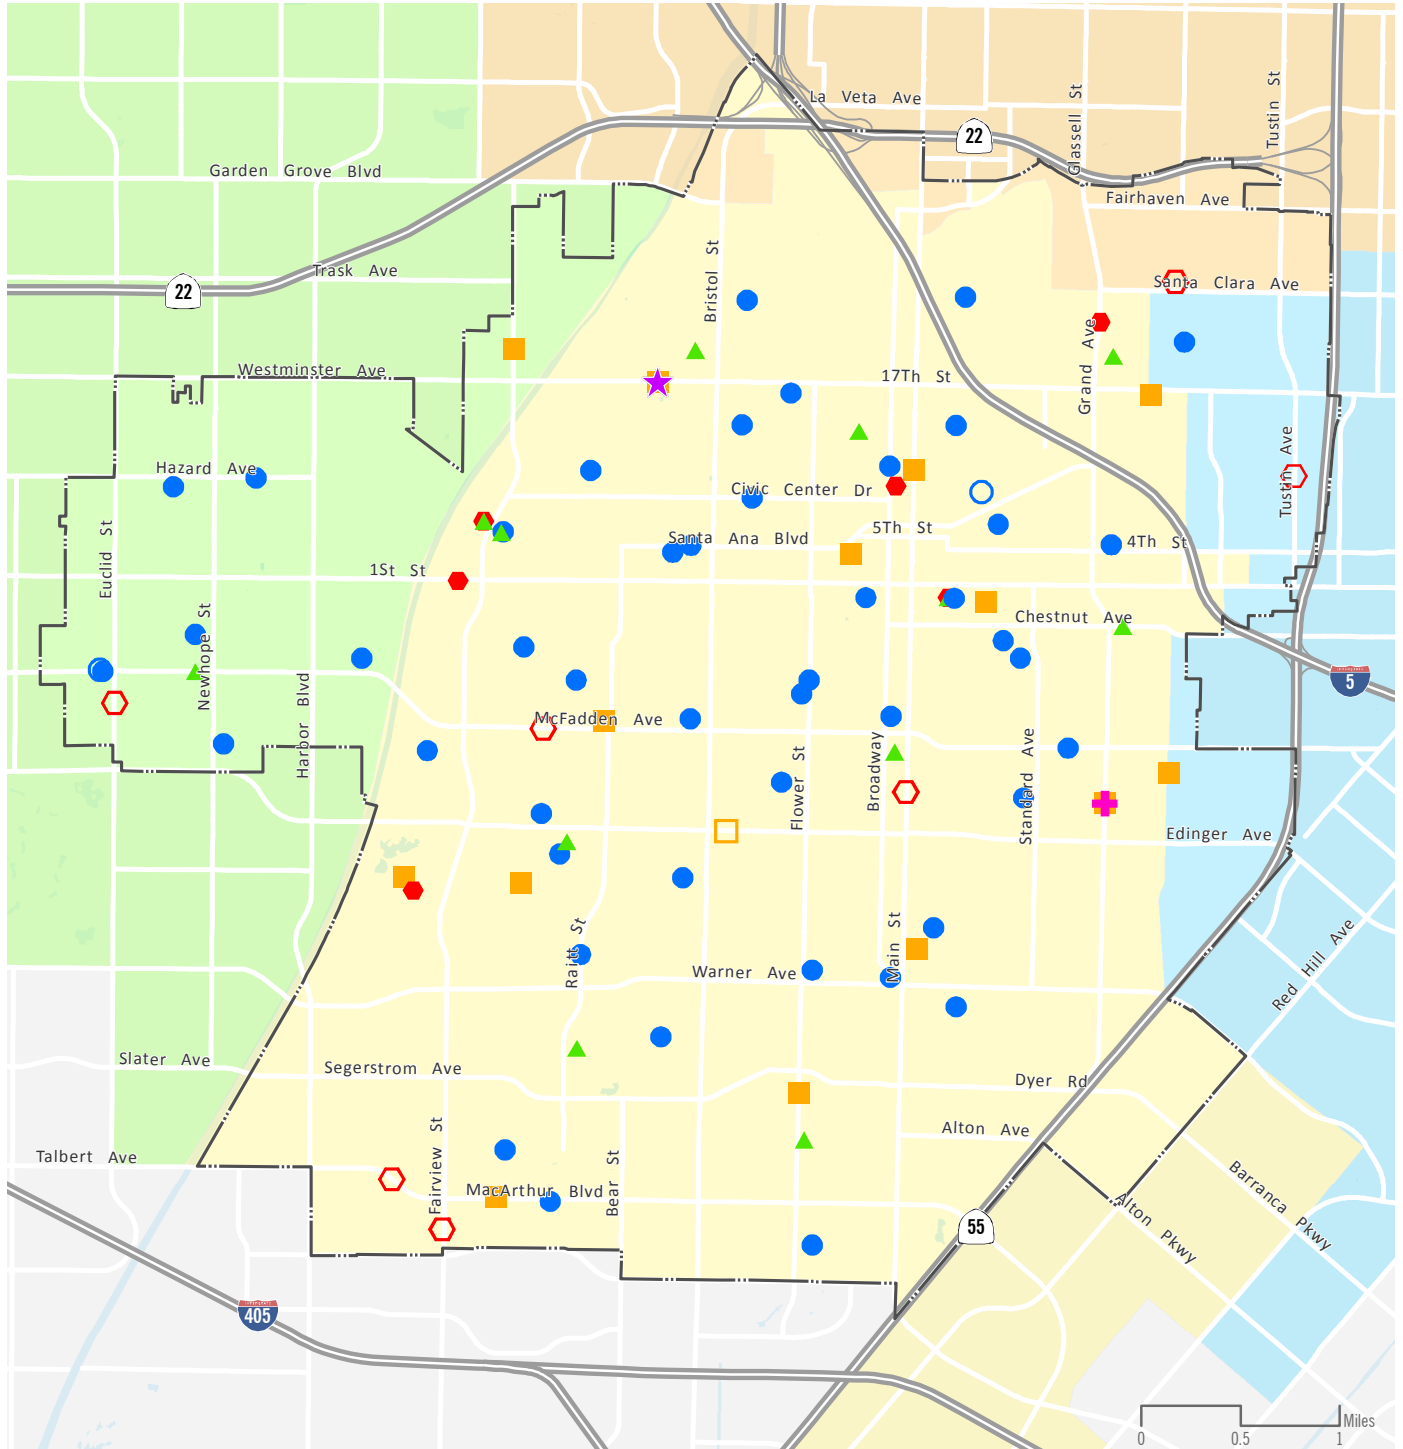 La Veta Ave
22
Glassell St
Tustin St
Garden Grove Blvd
Fairhaven Ave
Trask Ave
22
Bristol St
Santa Clara Ave
Westminster Ave
17Th St
Grand Ave
Hazard Ave
Civic Center Dr
Tustin Ave
5Th St
Santa Ana Blvd
4Th St
Euclid St
1St St
Chestnut Ave
Newhope St
5
Harbor Blvd
McFadden Ave
Flower St
Broadway
Standard Ave
Edinger Ave
Raitt St
Main St
Warner Ave
Red Hill Ave
Slater Ave
Segerstrom Ave
Dyer Rd
Alton Ave
Talbert Ave
Fairview St
Bear St
MacArthur Blvd
Barranca Pkwy
Alton Pkwy
55
405
Miles
0 0.5 1